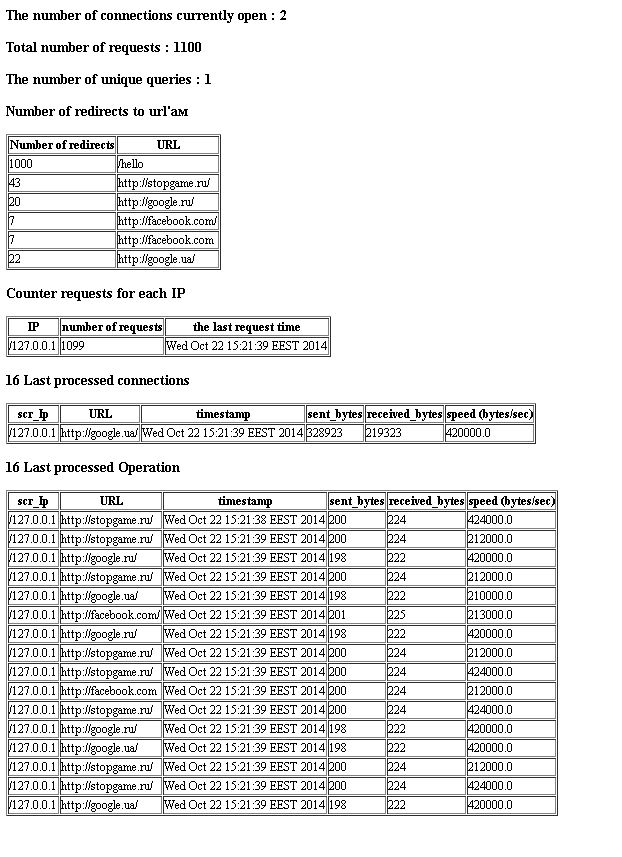 The number of connections currently open : 2
Total number of requests : 1100
The number of unique queries : 1
Number of redirects to url'ам
Number of redirects URL
1000 /hello
43 http://stopgame.ru/
20 http://google.ru/
7 http://facebook.com/
7 http://facebook.com
22 http://google.ua/
Counter requests for each IP
IP number of requests the last request time
/127.0.0.1 1099 Wed Oct 22 15:21:39 EEST 2014
16 Last processed connections
scr_Ip URL timestamp sent_bytes received_bytes speed (bytes/sec)
/127.0.0.1 http://google.ua/ Wed Oct 22 15:21:39 EEST 2014 328923 219323 420000.0
16 Last processed Operation
scr_Ip URL timestamp sent_bytes received_bytes speed (bytes/sec)
/127.0.0.1 http://stopgame.ru/ Wed Oct 22 15:21:38 EEST 2014 200 224 424000.0
/127.0.0.1 http://stopgame.ru/ Wed Oct 22 15:21:39 EEST 2014 200 224 212000.0
/127.0.0.1 http://google.ru/ Wed Oct 22 15:21:39 EEST 2014 198 222 420000.0
/127.0.0.1 http://stopgame.ru/ Wed Oct 22 15:21:39 EEST 2014 200 224 212000.0
/127.0.0.1 http://google.ua/ Wed Oct 22 15:21:39 EEST 2014 198 222 210000.0
/127.0.0.1 http://facebook.com/ Wed Oct 22 15:21:39 EEST 2014 201 225 213000.0
/127.0.0.1 http://google.ru/ Wed Oct 22 15:21:39 EEST 2014 198 222 420000.0
/127.0.0.1 http://stopgame.ru/ Wed Oct 22 15:21:39 EEST 2014 200 224 212000.0
/127.0.0.1 http://stopgame.ru/ Wed Oct 22 15:21:39 EEST 2014 200 224 424000.0
/127.0.0.1 http://facebook.com Wed Oct 22 15:21:39 EEST 2014 200 224 212000.0
/127.0.0.1 http://stopgame.ru/ Wed Oct 22 15:21:39 EEST 2014 200 224 424000.0
/127.0.0.1 http://google.ru/ Wed Oct 22 15:21:39 EEST 2014 198 222 420000.0
/127.0.0.1 http://google.ua/ Wed Oct 22 15:21:39 EEST 2014 198 222 420000.0
/127.0.0.1 http://stopgame.ru/ Wed Oct 22 15:21:39 EEST 2014 200 224 212000.0
/127.0.0.1 http://stopgame.ru/ Wed Oct 22 15:21:39 EEST 2014 200 224 424000.0
/127.0.0.1 http://google.ua/ Wed Oct 22 15:21:39 EEST 2014 198 222 420000.0